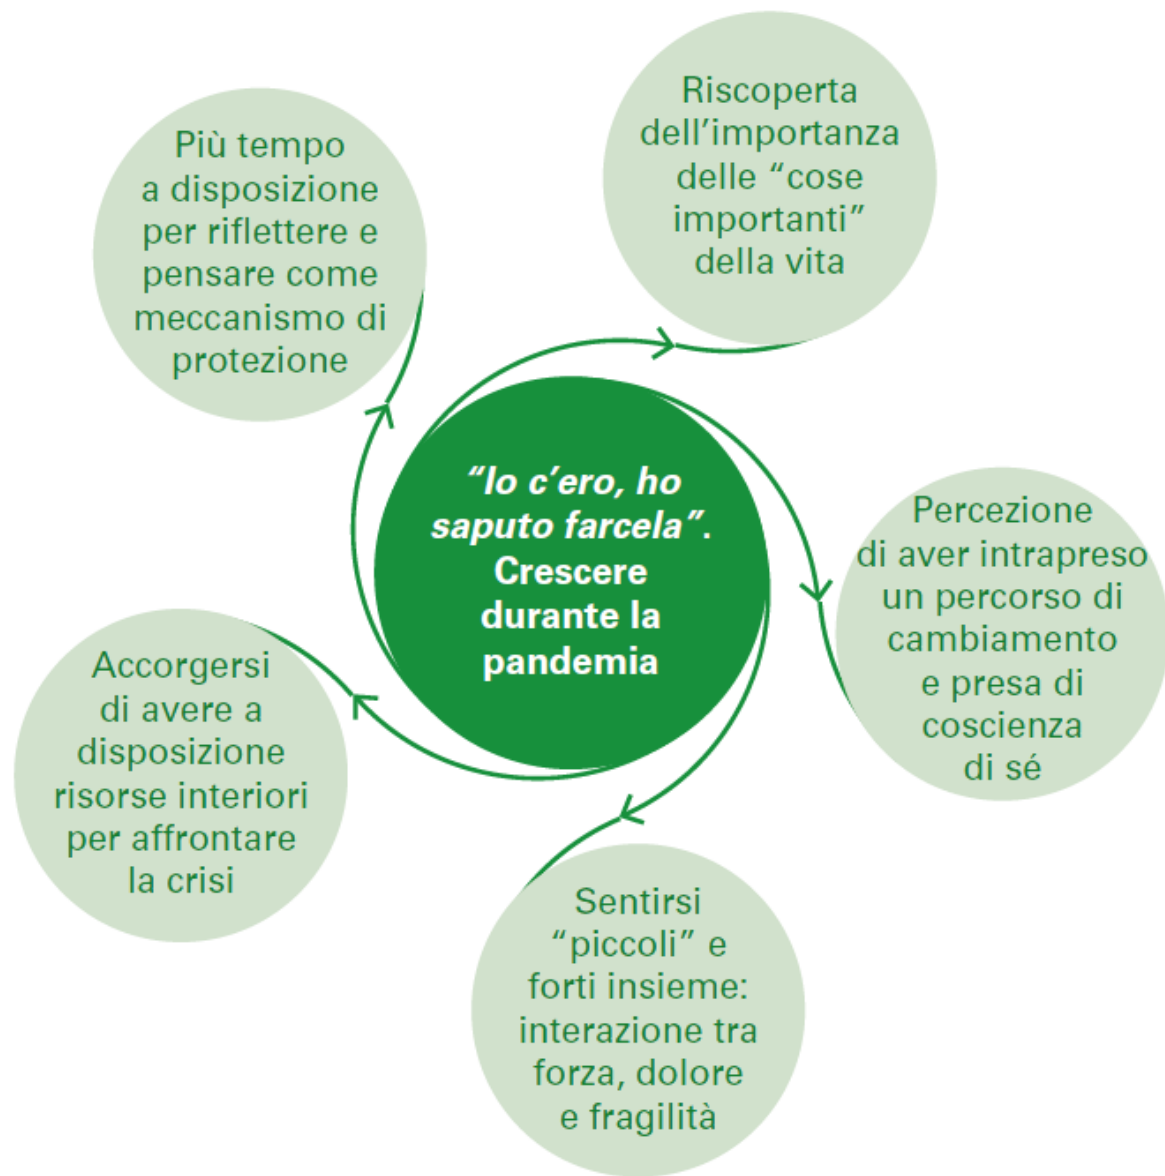 Più tempo
a disposizione
per riflettere e
pensare come
meccanismo di
protezione
Riscoperta
dell’importanza
delle “cose
importanti”
della vita
“Io c’ero, ho
saputo farcela”.
Crescere
durante la
pandemia
Percezione
di aver intrapreso
un percorso di
cambiamento
e presa di
coscienza
di sé
Accorgersi
di avere a
disposizione
risorse interiori
per affrontare
la crisi
Sentirsi
“piccoli” e
forti insieme:
interazione tra
forza, dolore
e fragilità